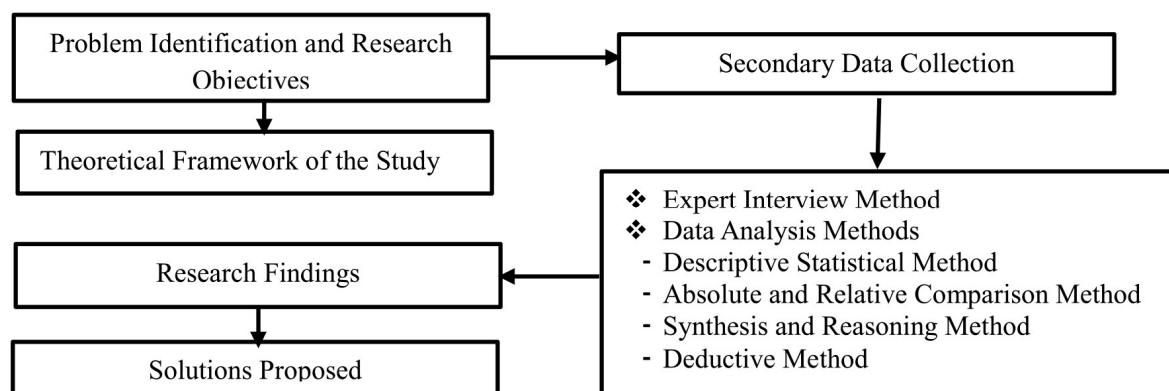 Problem Identification and Research
Objectives
Secondary Data Collection
Theoretical Framework of the Study
❖ Expert Interview Method
❖ Data Analysis Methods
- Descriptive Statistical Method
- Absolute and Relative Comparison Method
- Synthesis and Reasoning Method
- Deductive Method
Research Findings
Solutions Proposed